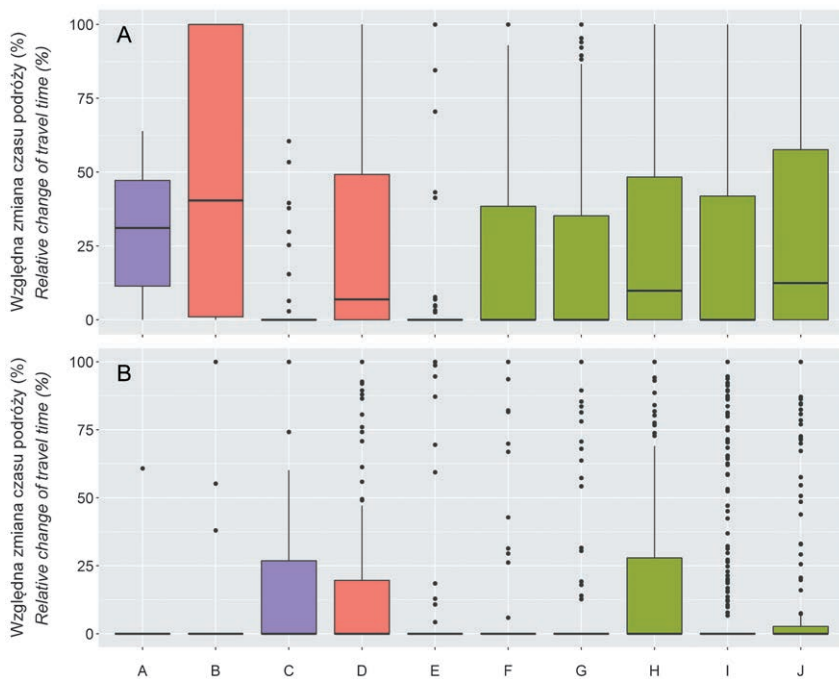 Względna zmiana czasu podróży (%)
Relative change of travel time (%)
A
100
75
50
25
0
Względna zmiana czasu podróży (%)
Relative change of travel time (%)
B
100
75
50
25
0
A B C D E F G H I J